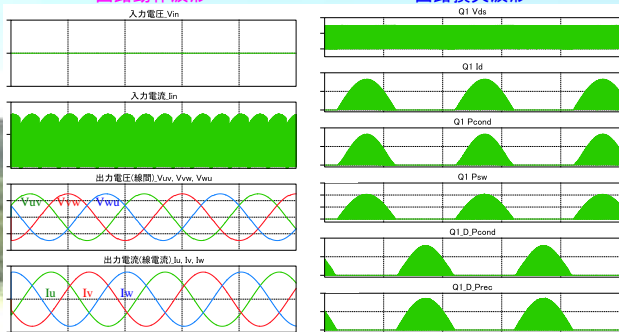 入力電圧_Vin
入力電流_Iin
出力電圧(線間)_Vuv, Vvw, Vwu
Vuv Vvw Vwu
出力電流(線電流)_Iu, Iv, Iw
Iu Iv Iw
Q1 Vds
Q1 Id
Q1 Pcond
Q1 Psw
Q1_D_Pcond
Q1_D_Prec